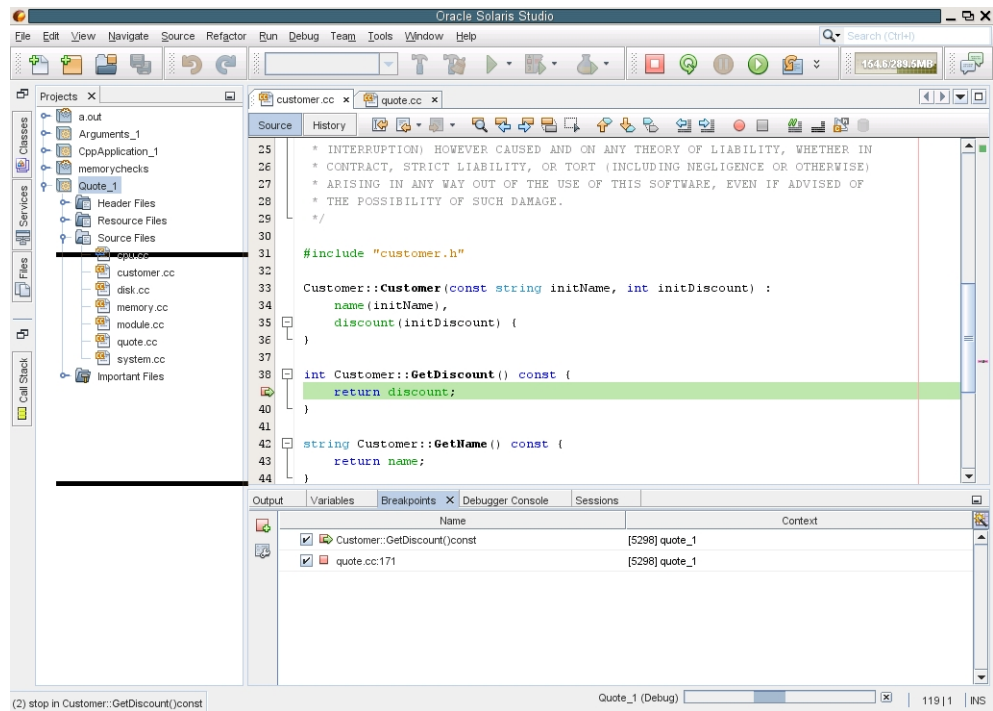 Oracle Solaris Studio
File Edit View Navigate Source Refactor Run Debug Team Tools Window Help
Search (Ctrl+I)
154.6/289.5MB
Projects
customer.cc
quote.cc
Source
History
Classes
Services
Files
Call Stack
a.out
Arguments_1
CppApplication_1
memorychecks
Quote_1
Header Files
Resource Files
Source Files
cpu.cc
customer.cc
disk.cc
memory.cc
module.cc
quote.cc
system.cc
Important Files
25 * INTERRUPTION) HOWEVER CAUSED AND ON ANY THEORY OF LIABILITY, WHETHER IN
26 * CONTRACT, STRICT LIABILITY, OR TORT (INCLUDING NEGLIGENCE OR OTHERWISE)
27 * ARISING IN ANY WAY OUT OF THE USE OF THIS SOFTWARE, EVEN IF ADVISED OF
28 * THE POSSIBILITY OF SUCH DAMAGE.
29 */
30
31 #include "customer.h"
32
33 Customer::Customer(const string initName, int initDiscount) :
34 name(initName),
35 discount(initDiscount) {
36 }
37
38 int Customer::GetDiscount() const {
return discount;
40 }
41
42 string Customer::GetName() const {
43 return name;
44 }
Output Variables Breakpoints Debugger Console Sessions
Name Context
Customer::GetDiscount()const [5298] quote_1
quote.cc:171 [5298] quote_1
(2) stop in Customer::GetDiscount()const
Quote_1 (Debug)
119|1 INS